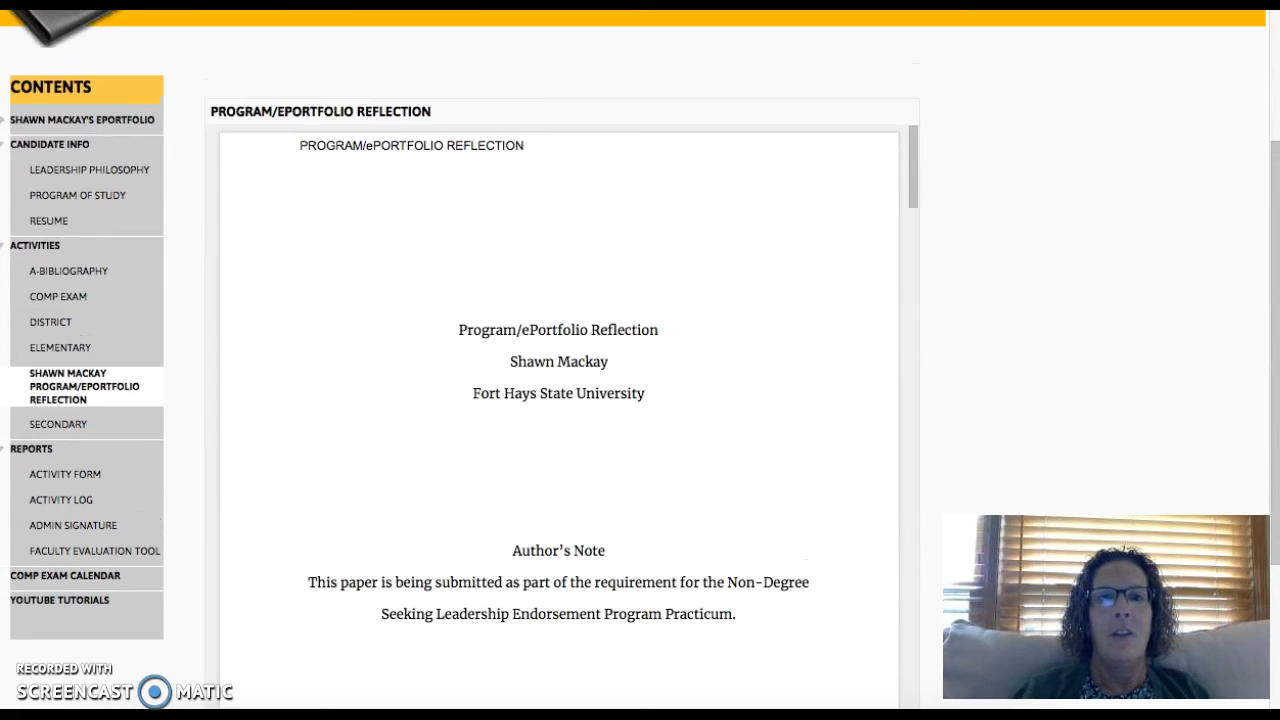 CONTENTS
SHAWN MACKAY'S EPORTFOLIO
CANDIDATE INFO
LEADERSHIP PHILOSOPHY
PROGRAM OF STUDY
RESUME
ACTIVITIES
A-BIBLIOGRAPHY
COMP EXAM
DISTRICT
ELEMENTARY
SHAWN MACKAY
PROGRAM/EPORTFOLIO
REFLECTION
SECONDARY
REPORTS
ACTIVITY FORM
ACTIVITY LOG
ADMIN SIGNATURE
FACULTY EVALUATION TOOL
COMP EXAM CALENDAR
YOUTUBE TUTORIALS
PROGRAM/EPORTFOLIO REFLECTION
PROGRAM/ePORTFOLIO REFLECTION
Program/ePortfolio Reflection
Shawn Mackay
Fort Hays State University
Author's Note
This paper is being submitted as part of the requirement for the Non-Degree
Seeking Leadership Endorsement Program Practicum.
RECORDED WITH
SCREENCAST MATIC